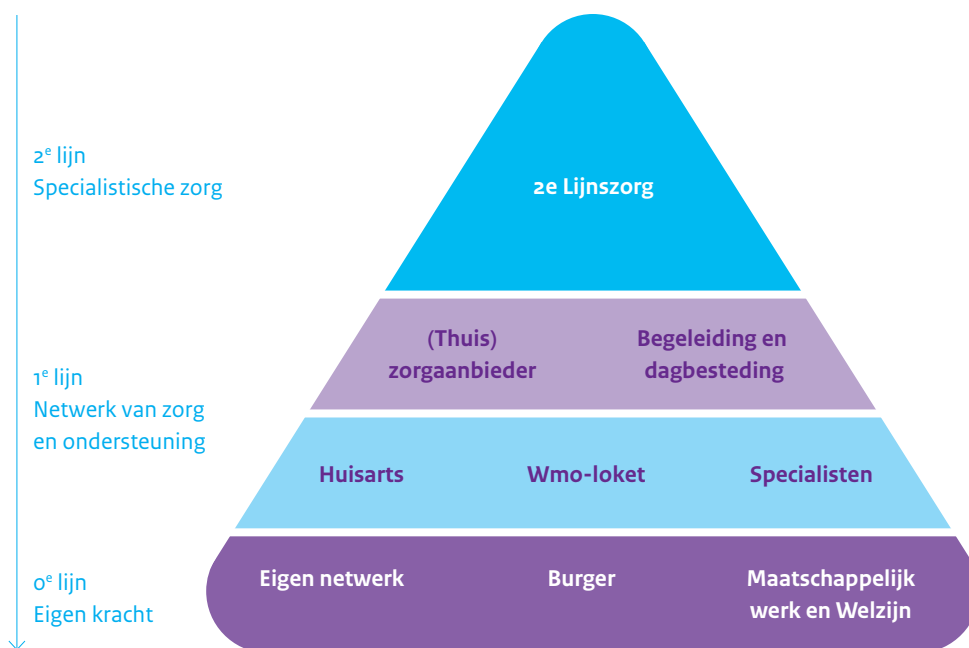 2e lijn
Specialistische zorg
2e Lijnszorg
(Thuis)
zorgaanbieder
Begeleiding en
dagbesteding
1e lijn
Netwerk van zorg
en ondersteuning
Huisarts
Wmo-loket
Specialisten
0e lijn
Eigen kracht
Eigen netwerk
Burger
Maatschappelijk
werk en Welzijn